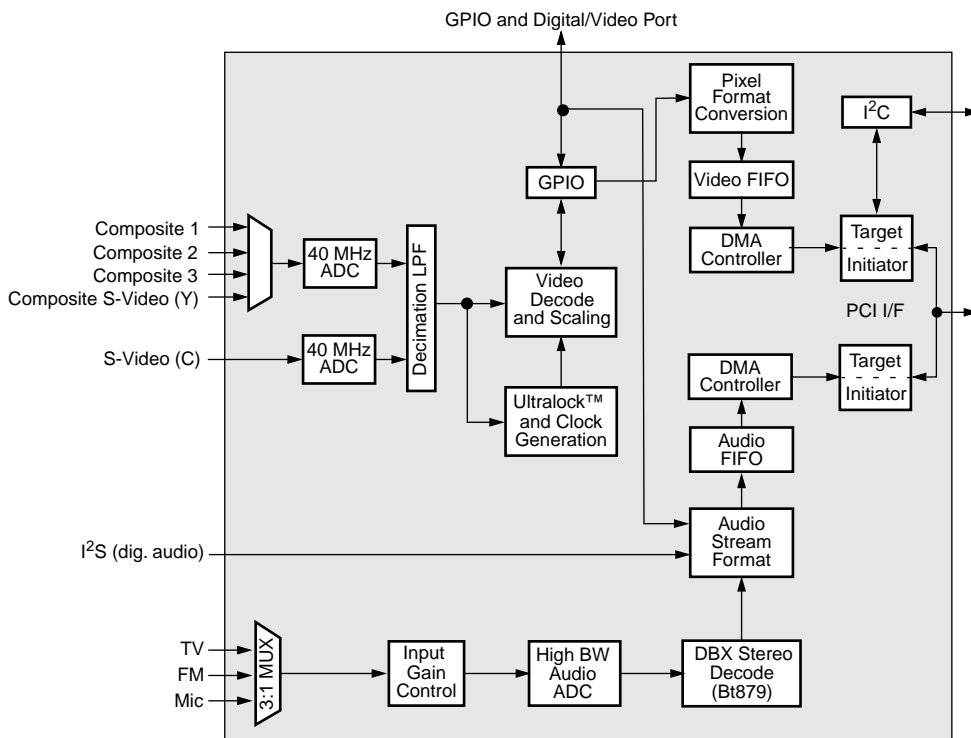 GPIO and Digital/Video Port
Pixel
Format
Conversion
I²C
GPIO
Video FIFO
Composite 1
Composite 2
Composite 3
Composite S-Video (Y)
40 MHz
ADC
Decimation LPF
Video
Decode
and Scaling
DMA
Controller
Target
Initiator
PCI I/F
S-Video (C)
40 MHz
ADC
Ultralock™
and Clock
Generation
DMA
Controller
Target
Initiator
Audio
FIFO
I²S (dig. audio)
Audio
Stream
Format
TV
FM
Mic
3:1 MUX
Input
Gain
Control
High BW
Audio
ADC
DBX Stereo
Decode
(Bt879)